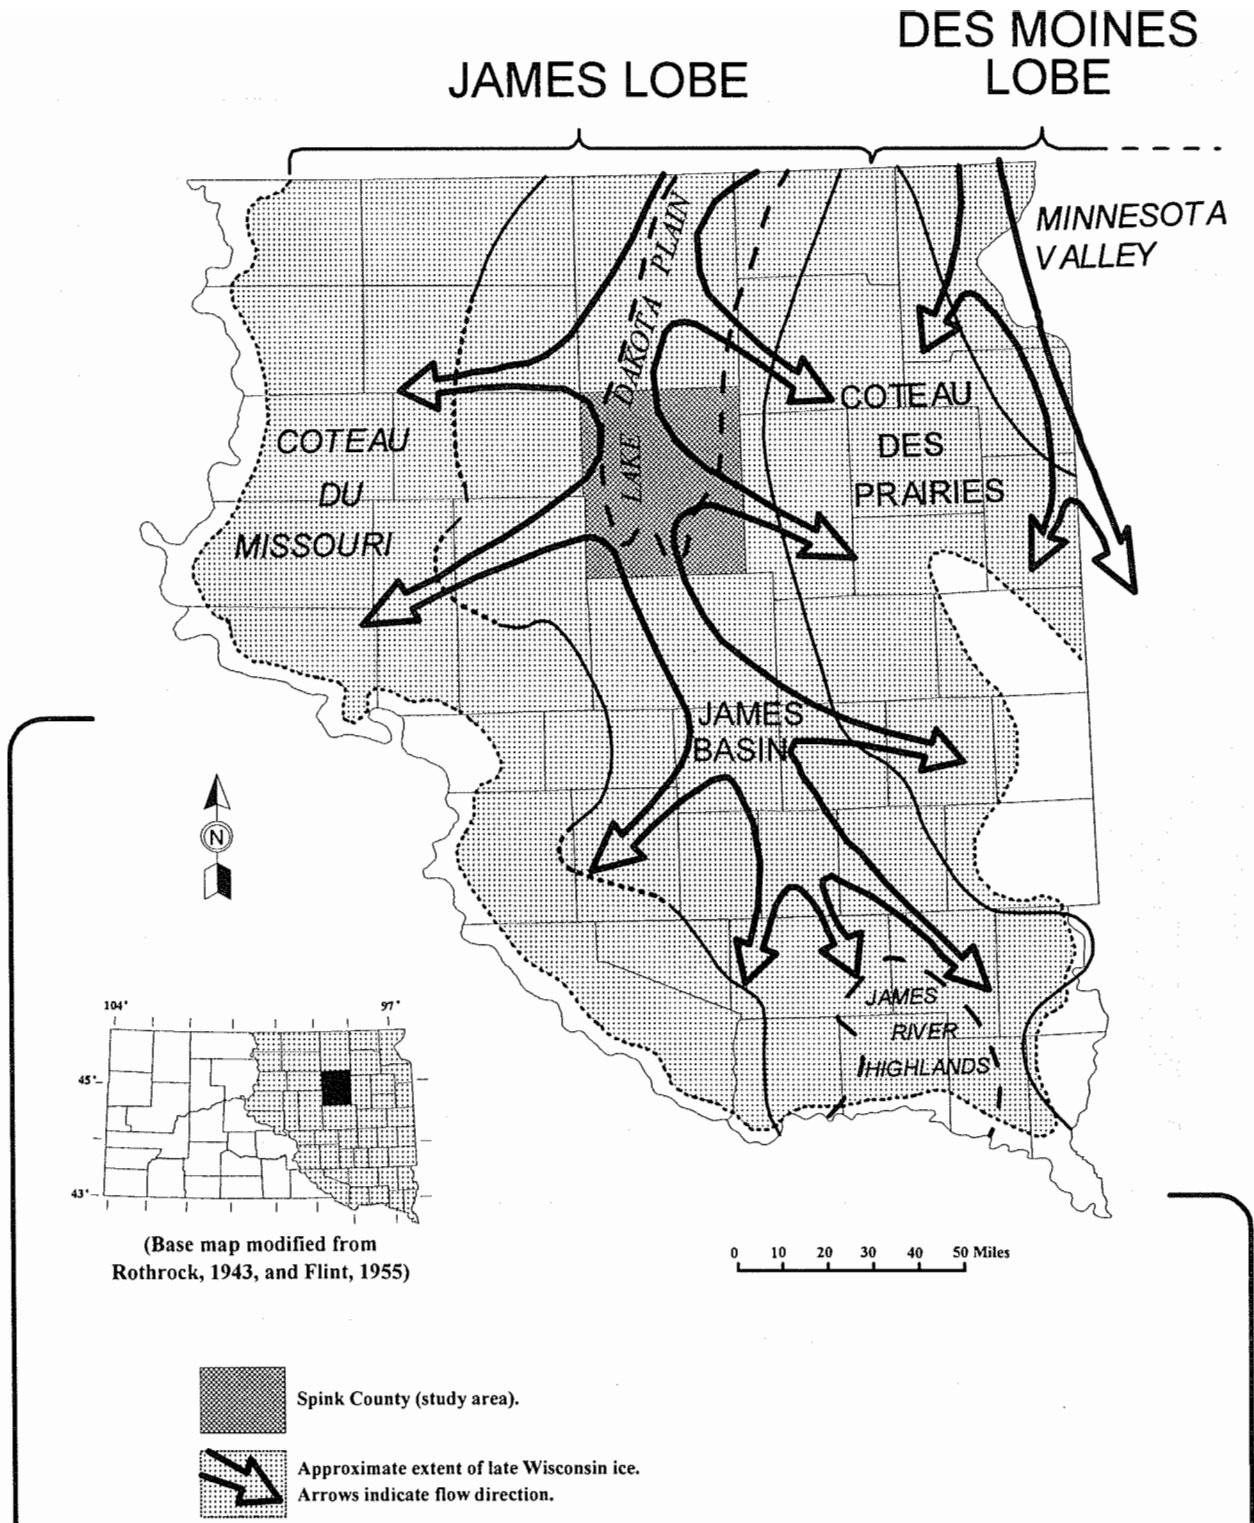 DES MOINES
LOBE
JAMES LOBE
MINNESOTA
VALLEY
LAKE DAKOTA PLAIN
COTEAU
DES
PRAIRIES
COTEAU
DU
MISSOURI
JAMES
BASIN
N
JAMES
RIVER
HIGHLANDS
104°
97°
45°
43°
(Base map modified from
Rothrock, 1943, and Flint, 1955)
0 10 20 30 40 50 Miles
Spink County (study area).
Approximate extent of late Wisconsin ice.
Arrows indicate flow direction.